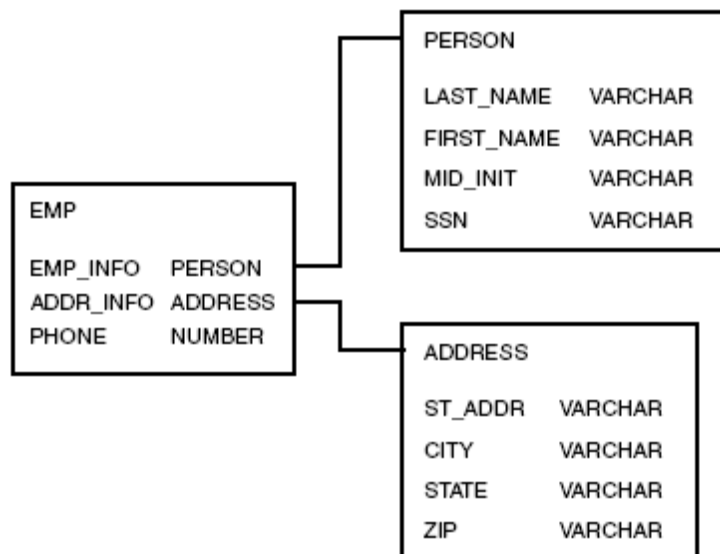 EMP
EMP_INFO PERSON
ADDR_INFO ADDRESS
PHONE NUMBER
PERSON
LAST_NAME VARCHAR
FIRST_NAME VARCHAR
MID_INIT VARCHAR
SSN VARCHAR
ADDRESS
ST_ADDR VARCHAR
CITY VARCHAR
STATE VARCHAR
ZIP VARCHAR